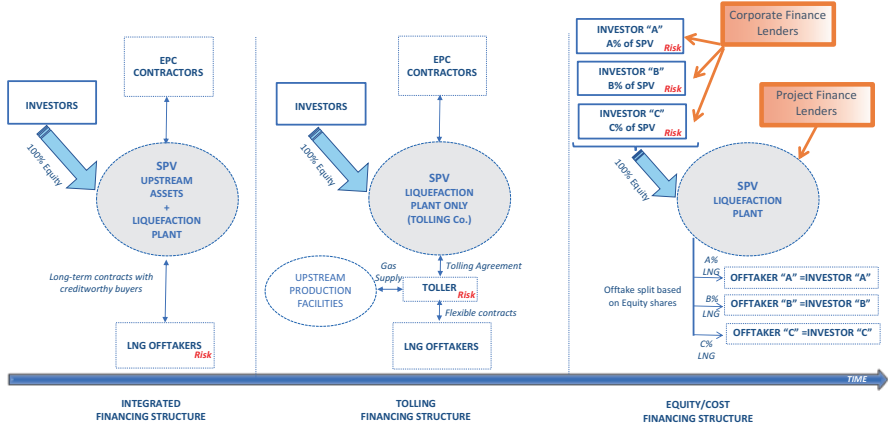 EPC
CONTRACTORS
INVESTORS
100% Equity
SPV
UPSTREAM
ASSETS
+
LIQUEFACTION
PLANT
Long-term contracts with
creditworthy buyers
LNG OFFTAKERS
Risk
EPC
CONTRACTORS
INVESTORS
100% Equity
SPV
LIQUEFACTION
PLANT ONLY
(TOLLING Co.)
Gas
Supply
Tolling Agreement
UPSTREAM
PRODUCTION
FACILITIES
TOLLER
Risk
Flexible contracts
LNG OFFTAKERS
Corporate Finance
Lenders
INVESTOR “A”
A% of SPV
Risk
INVESTOR “B”
B% of SPV
Risk
INVESTOR “C”
C% of SPV
Risk
Project Finance
Lenders
100% Equity
SPV
LIQUEFACTION
PLANT
Offtake split based
on Equity shares
A%
LNG
OFFTAKER “A” =INVESTOR “A”
B%
LNG
OFFTAKER “B” =INVESTOR “B”
C%
LNG
OFFTAKER “C” =INVESTOR “C”
TIME
INTEGRATED
FINANCING STRUCTURE
TOLLING
FINANCING STRUCTURE
EQUITY/COST
FINANCING STRUCTURE